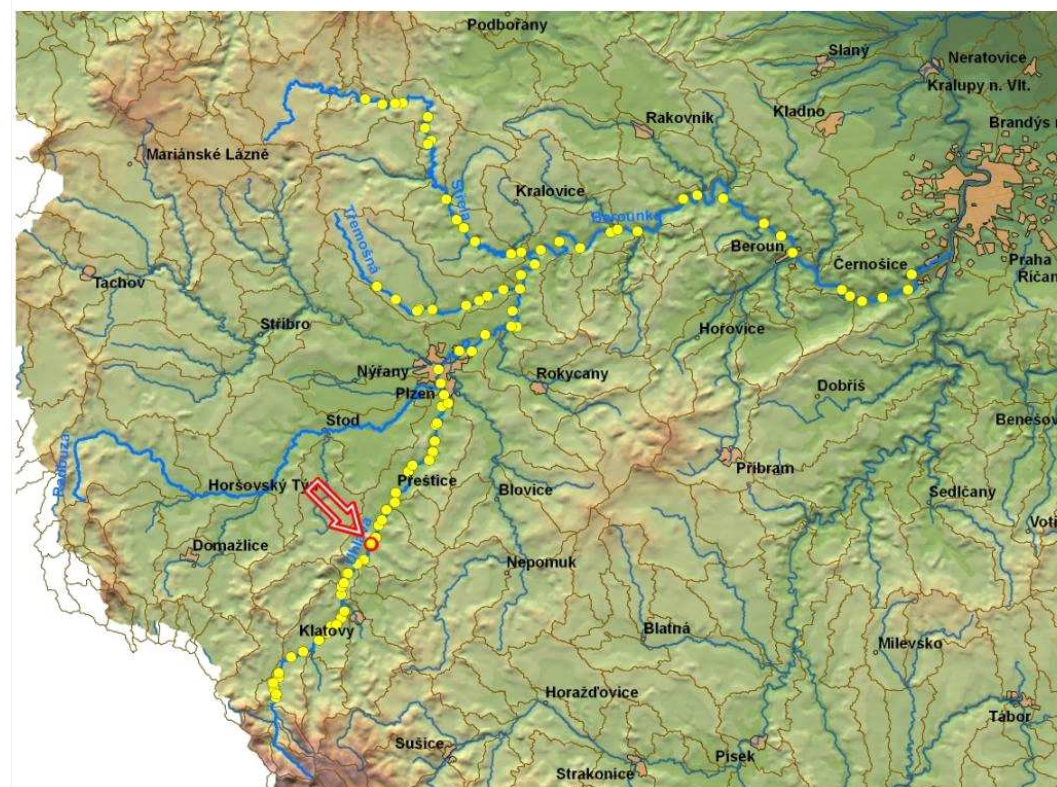 Podbořany
Slaný
Neratovice
Kralupy n. Vlt.
Kladno
Rakovník
Brandýs n
Mariánské Lázně
Kralovice
Střela
Berounka
Třemošná
Beroun
Černošice
Praha
Říčan
Tachov
Stříbro
Hořovice
Nýřany
Rokycany
Plzeň
Dobříš
Stod
Benešov
Radbuza
Příbram
Horšovský Tý
Přeštice
Blovice
Sedlčany
Voti
Domažlice
Úhlava
Nepomuk
Klatovy
Blatná
Milevsko
Horažďovice
Tábor
Sušice
Písek
Strakonice